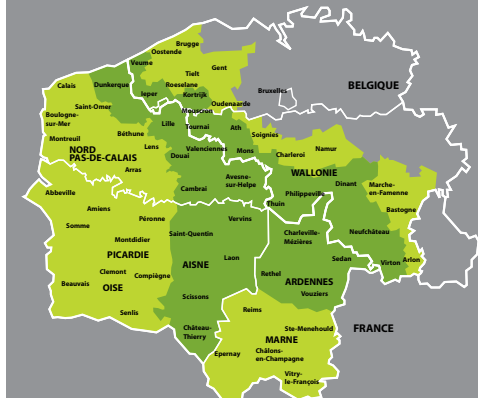 Brugge
Oostende
Veurne
Tielt
Gent
Calais
Dunkerque
Roeselane
Bruxelles
BELGIQUE
Ieper
Kortrijk
Saint-Omer
Oudenaarde
Mouscron
Boulogne-
sur-Mer
Lille
Tournai
Ath
Soignies
Béthune
Montreuil
Lens
Valenciennes
Mons
Namur
NORD
PAS-DE-CALAIS
Douai
Charleroi
Arras
Avesne-
sur-Helpe
WALLONIE
Dinant
Marche-
en-Famenne
Abbeville
Cambrai
Philippeville
Thuin
Amiens
Péronne
Vervins
Bastogne
Somme
Saint-Quentin
Charleville-
Mézières
Neufchâteau
Montdidier
PICARDIE
Laon
Sedan
Virton
Arlon
Clemont
Compiègne
AISNE
Rethel
Beauvais
OISE
ARDENNES
Scissons
Vouziers
Senlis
Reims
Château-
Thierry
Ste-Menehould
FRANCE
MARNE
Epernay
Châlons-
en-Champagne
Vitry-
le-François